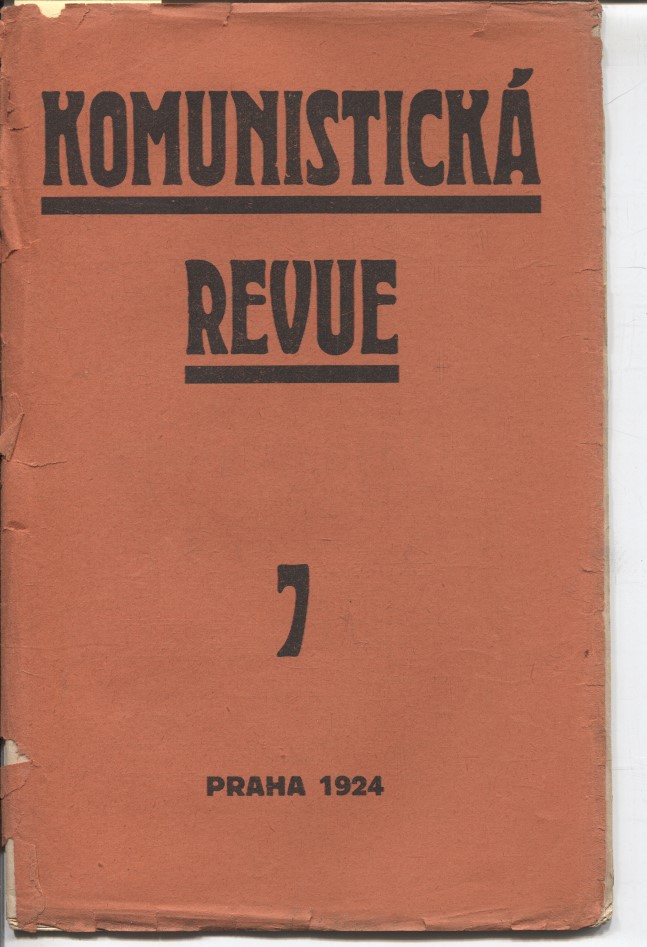 KOMUNISTICKÁ
REVUE
7
PRAHA 1924